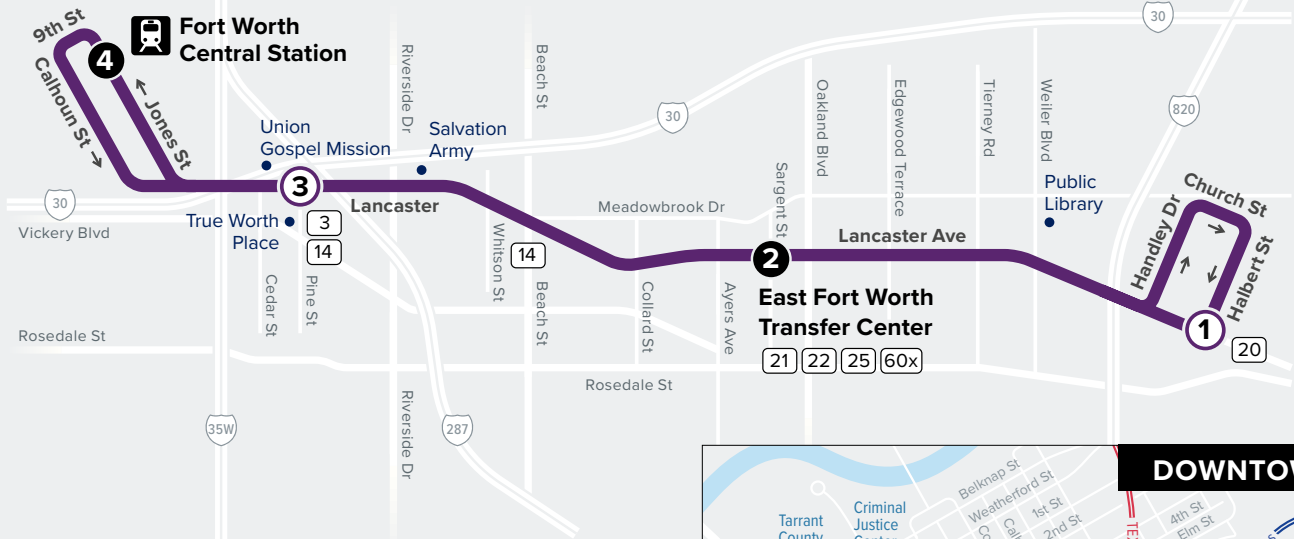 9th St
4
Fort Worth
Central Station
Calhoun St
Jones St
30
Riverside Dr
Beach St
30
Union
Gospel Mission
Salvation
Army
3
Lancaster
30
Vickery Blvd
True Worth
Place
3
14
Cedar St
Pine St
Whitson St
14
Beach St
Meadowbrook Dr
Collard St
Ayers Ave
Sargent St
Oakland Blvd
Edgewood Terrace
Tierney Rd
Weiler Blvd
820
Public
Library
2
Lancaster Ave
East Fort Worth
Transfer Center
21 22 25 60x
Handley Dr
Church St
Halbert St
1
20
Rosedale St
Rosedale St
35W
Riverside Dr
287
DOWNTOW
Belknap St
Weatherford St
1st St
2nd St
4th St
Elm St
Tarrant
County
Criminal
Justice
Center